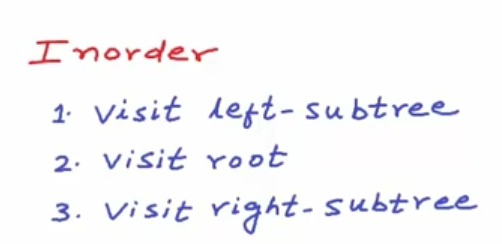 Inorder
1. Visit left-subtree
2. Visit root
3. Visit right-subtree